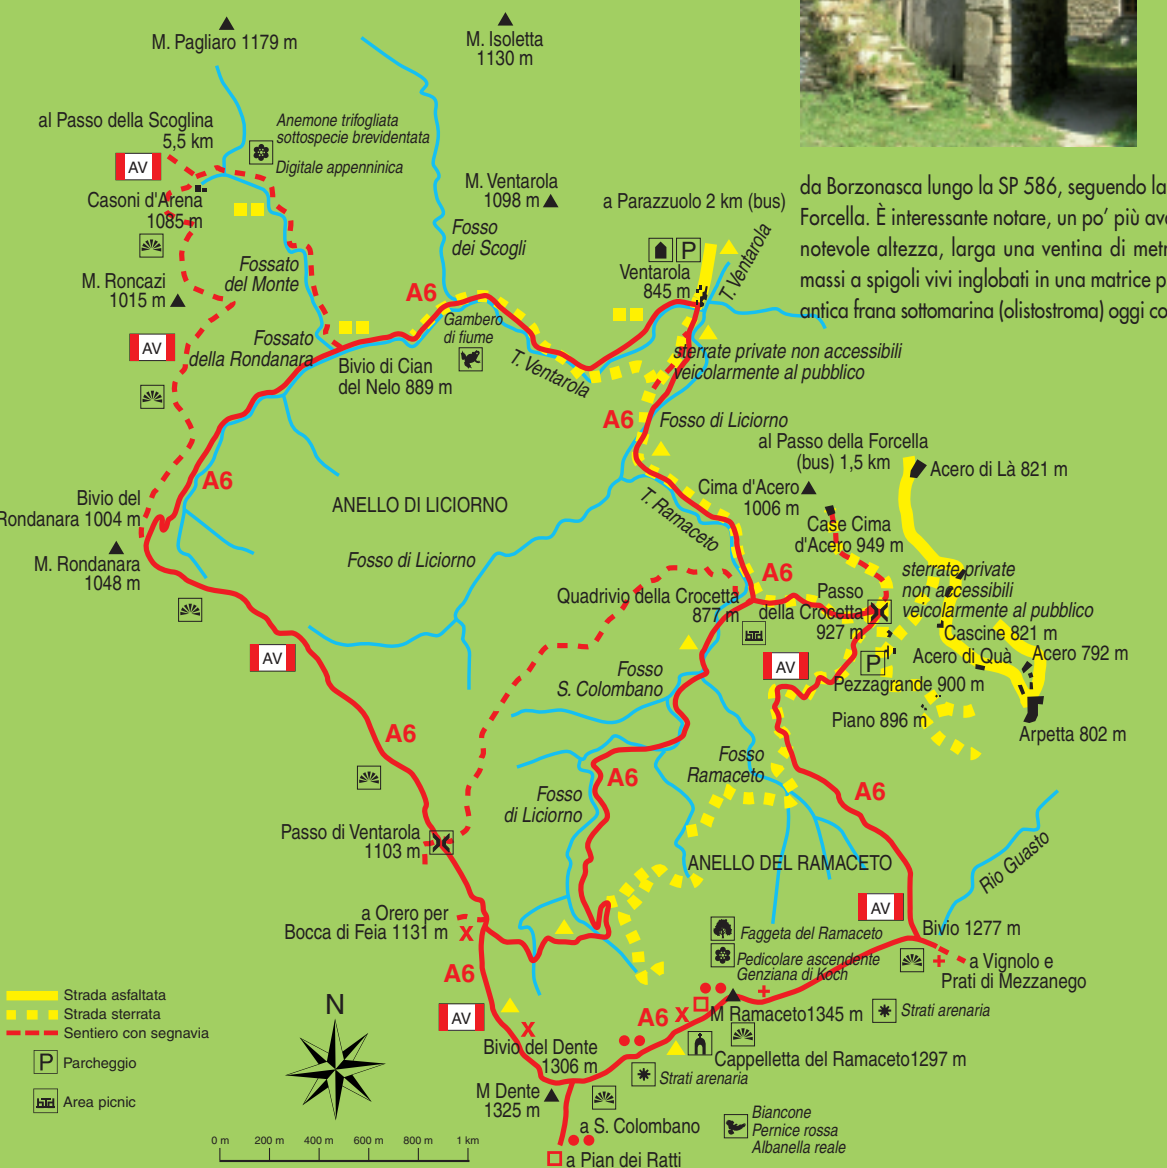 M. Pagliaro 1179 m
M. Isoletta
1130 m
al Passo della Scoglina
5,5 km
AV
Anemone trifogliata
sottospecie brevidentata
Digitale appenninica
Casoni d'Arena
1085 m
M. Ventarola
1098 m
a Parazzuolo 2 km (bus)
da Borzonasca lungo la SP 586, seguendo la
Forcella. È interessante notare, un po' più
notevole altezza, larga una ventina di
massi a spigoli vivi inglobati in una matrice
antica frana sottomarina (olistostroma) oggi
Fosso
dei Scogli
P
Ventarola
845 m
T. Ventarola
Fossato
del Monte
M. Roncazi
1015 m
A6
Gambero
di fiume
AV
Fossato
della Rondanara
Bivio di Cian
del Nelo 889 m
T. Ventarola
sterrate private non accessibili
veicolarmente al pubblico
A6
Fosso di Liciorno
al Passo della Forcella
(bus) 1,5 km
Acero di Là 821 m
A6
Bivio del
Rondanara 1004 m
ANELLO DI LICIORNO
T. Ramaceto
Cima d'Acero
1006 m
Case Cima
d'Acero 949 m
M. Rondanara
1048 m
Fosso di Liciorno
A6
Quadrivio della Crocetta
877 m
Passo
della Crocetta
927 m
sterrate private
non accessibili
veicolarmente al pubblico
Cascine 821 m
Acero di Quà
Acero 792 m
AV
AV
P
Fosso
S. Colombano
Pezzagrande 900 m
Piano 896 m
Arpetta 802 m
A6
A6
Fosso
Ramaceto
Fosso
di Liciorno
A6
Passo di Ventarola
1103 m
ANELLO DEL RAMACETO
Rio Guasto
a Orero per
Bocca di Feia 1131 m
x
AV
Bivio 1277 m
Faggeta del Ramaceto
Pedicolare ascendente
Genziana di Koch
a Vignolo e
Prati di Mezzanego
A6
AV
x
A6
x
M Ramaceto 1345 m
Strati arenaria
Bivio del Dente
1306 m
Cappelletta del Ramaceto 1297 m
Strati arenaria
M Dente
1325 m
a S. Colombano
a Pian dei Ratti
Biancone
Pernice rossa
Albanella reale
Strada asfaltata
Strada sterrata
Sentiero con segnavia
P Parcheggio
Area picnic
N
0 m 200 m 400 m 600 m 800 m 1 km